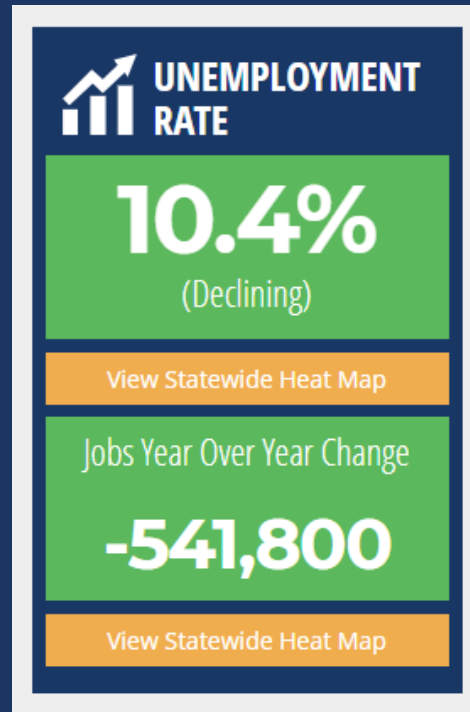 UNEMPLOYMENT
RATE
10.4%
(Declining)
View Statewide Heat Map
Jobs Year Over Year Change
-541,800
View Statewide Heat Map